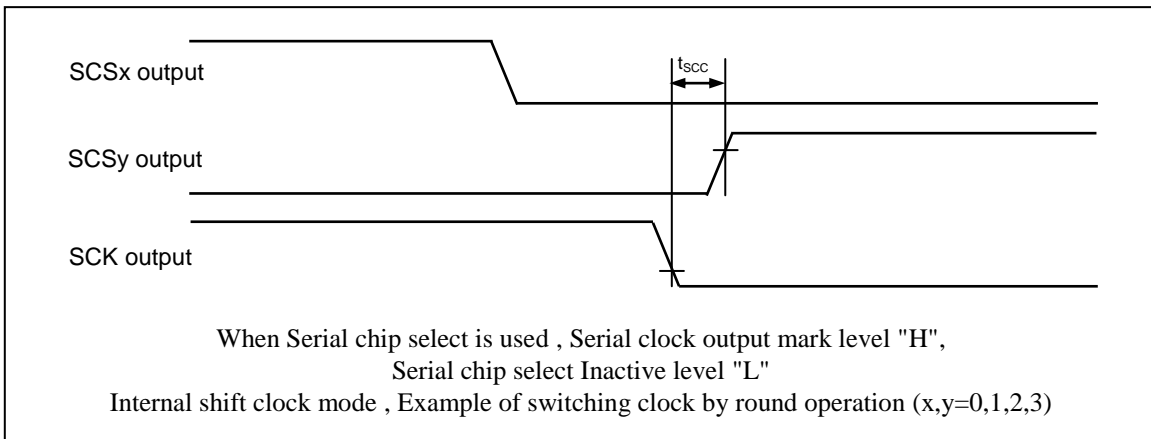 SCSx output
tSCC
SCSy output
SCK output
When Serial chip select is used , Serial clock output mark level "H",
Serial chip select Inactive level "L"
Internal shift clock mode , Example of switching clock by round operation (x,y=0,1,2,3)